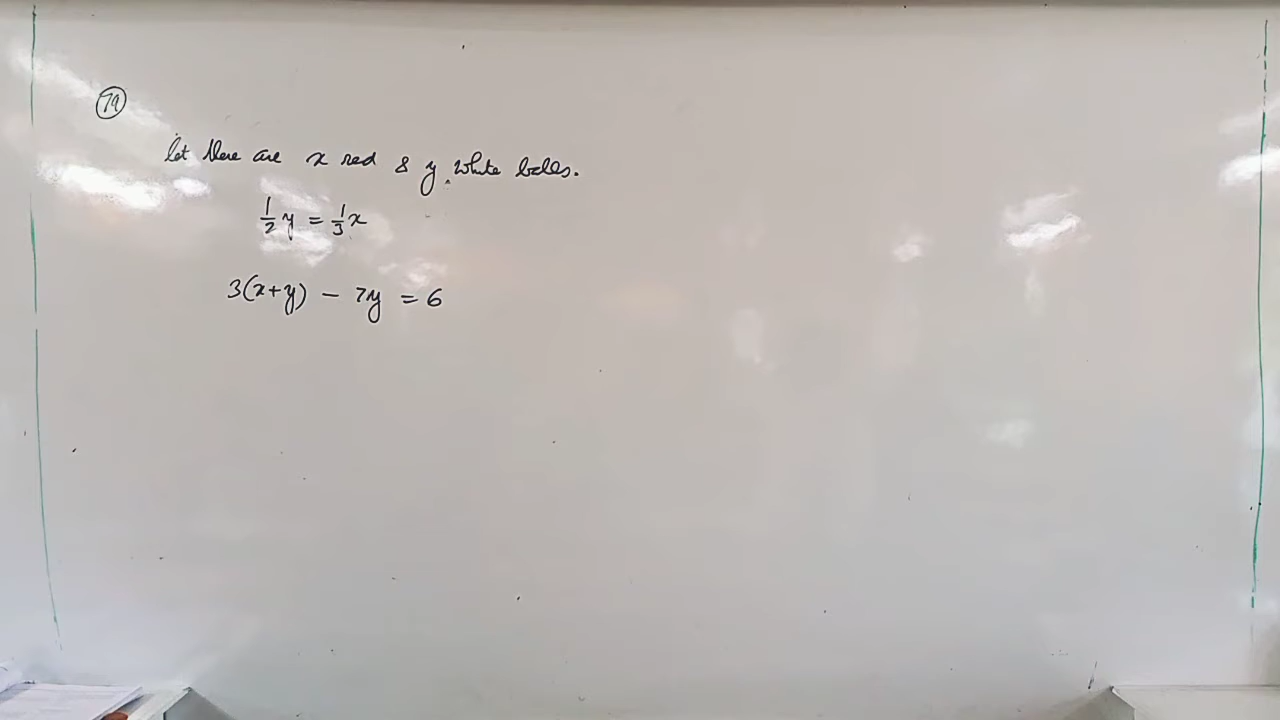 79
let there are x red & y white balls.
1/2 y = 1/3 x
3(x+y) - 7y = 6